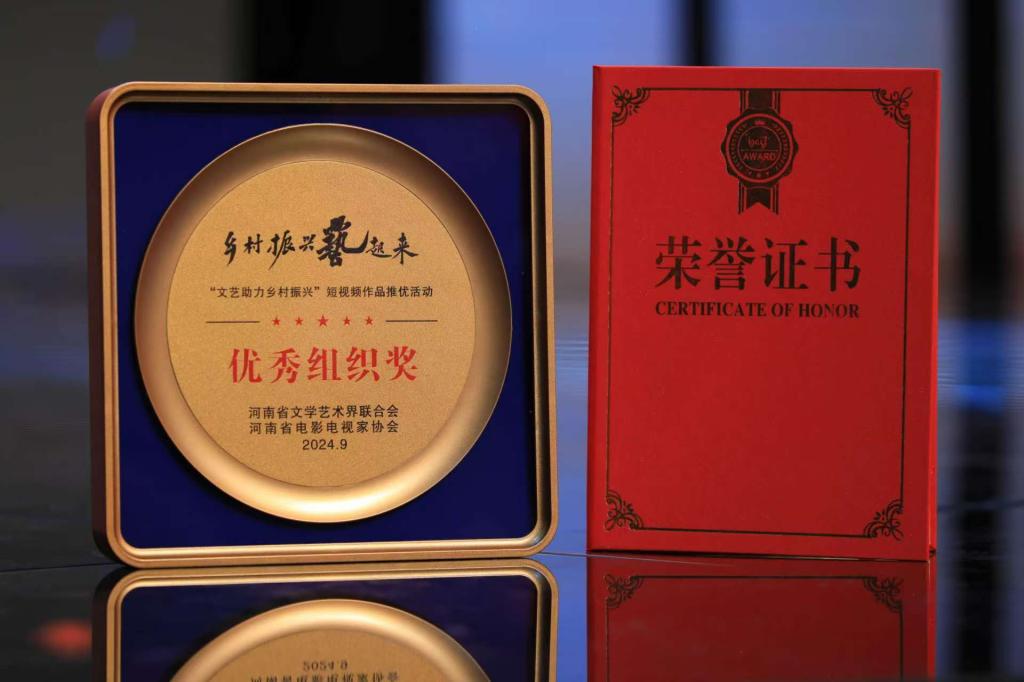 乡村振兴藝起来
“文艺助力乡村振兴”短视频作品推优活动
优秀组织奖
河南省文学艺术界联合会
河南省电影电视家协会
2024.9
best
AWARD
荣誉证书
CERTIFICATE OF HONOR